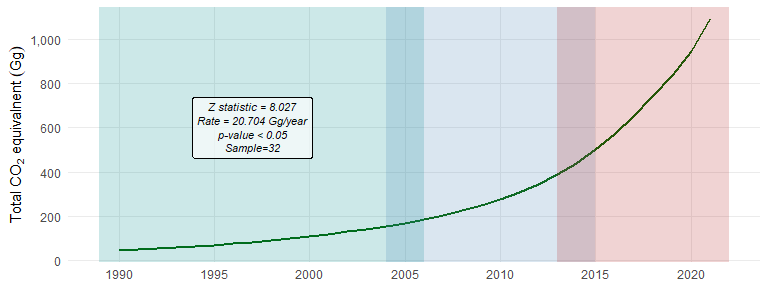 Total CO₂ equivalnent (Gg)
1,000
800
600
400
200
0
Z statistic = 8.027
Rate = 20.704 Gg/year
p-value < 0.05
Sample=32
1990 1995 2000 2005 2010 2015 2020